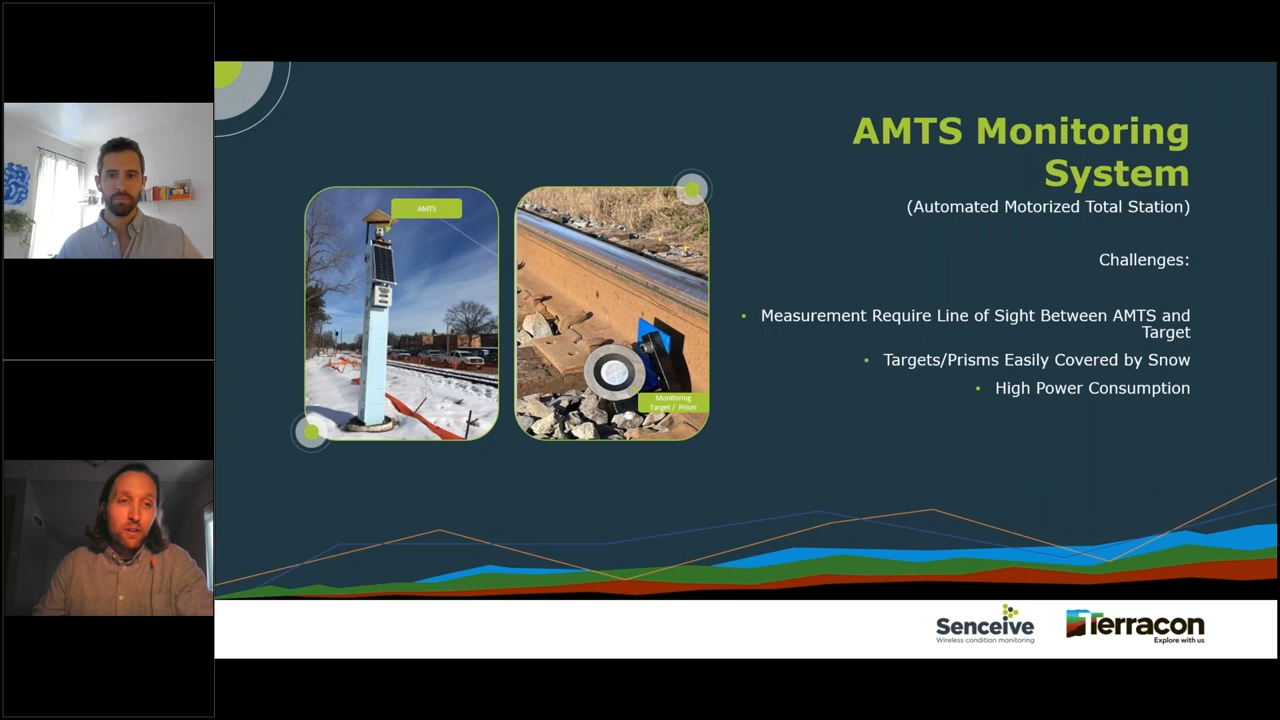 AMTS Monitoring
System
(Automated Motorized Total Station)
Challenges:
• Measurement Require Line of Sight Between AMTS and
Target
• Targets/Prisms Easily Covered by Snow
• High Power Consumption
AMTS
Monitoring
Target / Prism
Senceive
Wireless condition monitoring
Terracon
Explore with us